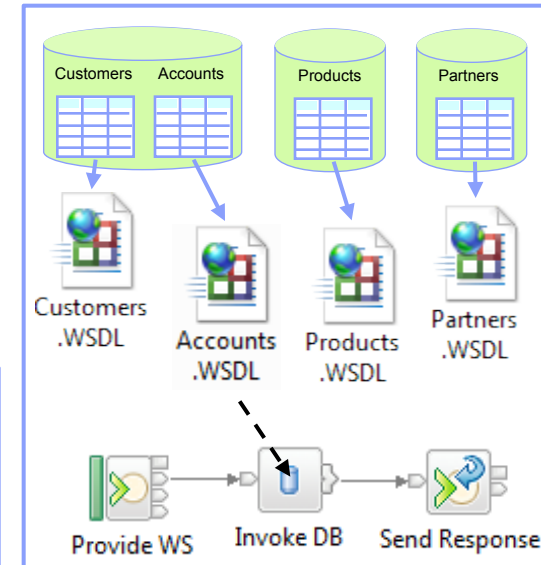 Customers Accounts Products Partners
Customers
.WSDL
Accounts
.WSDL
Products
.WSDL
Partners
.WSDL
Provide WS Invoke DB Send Response